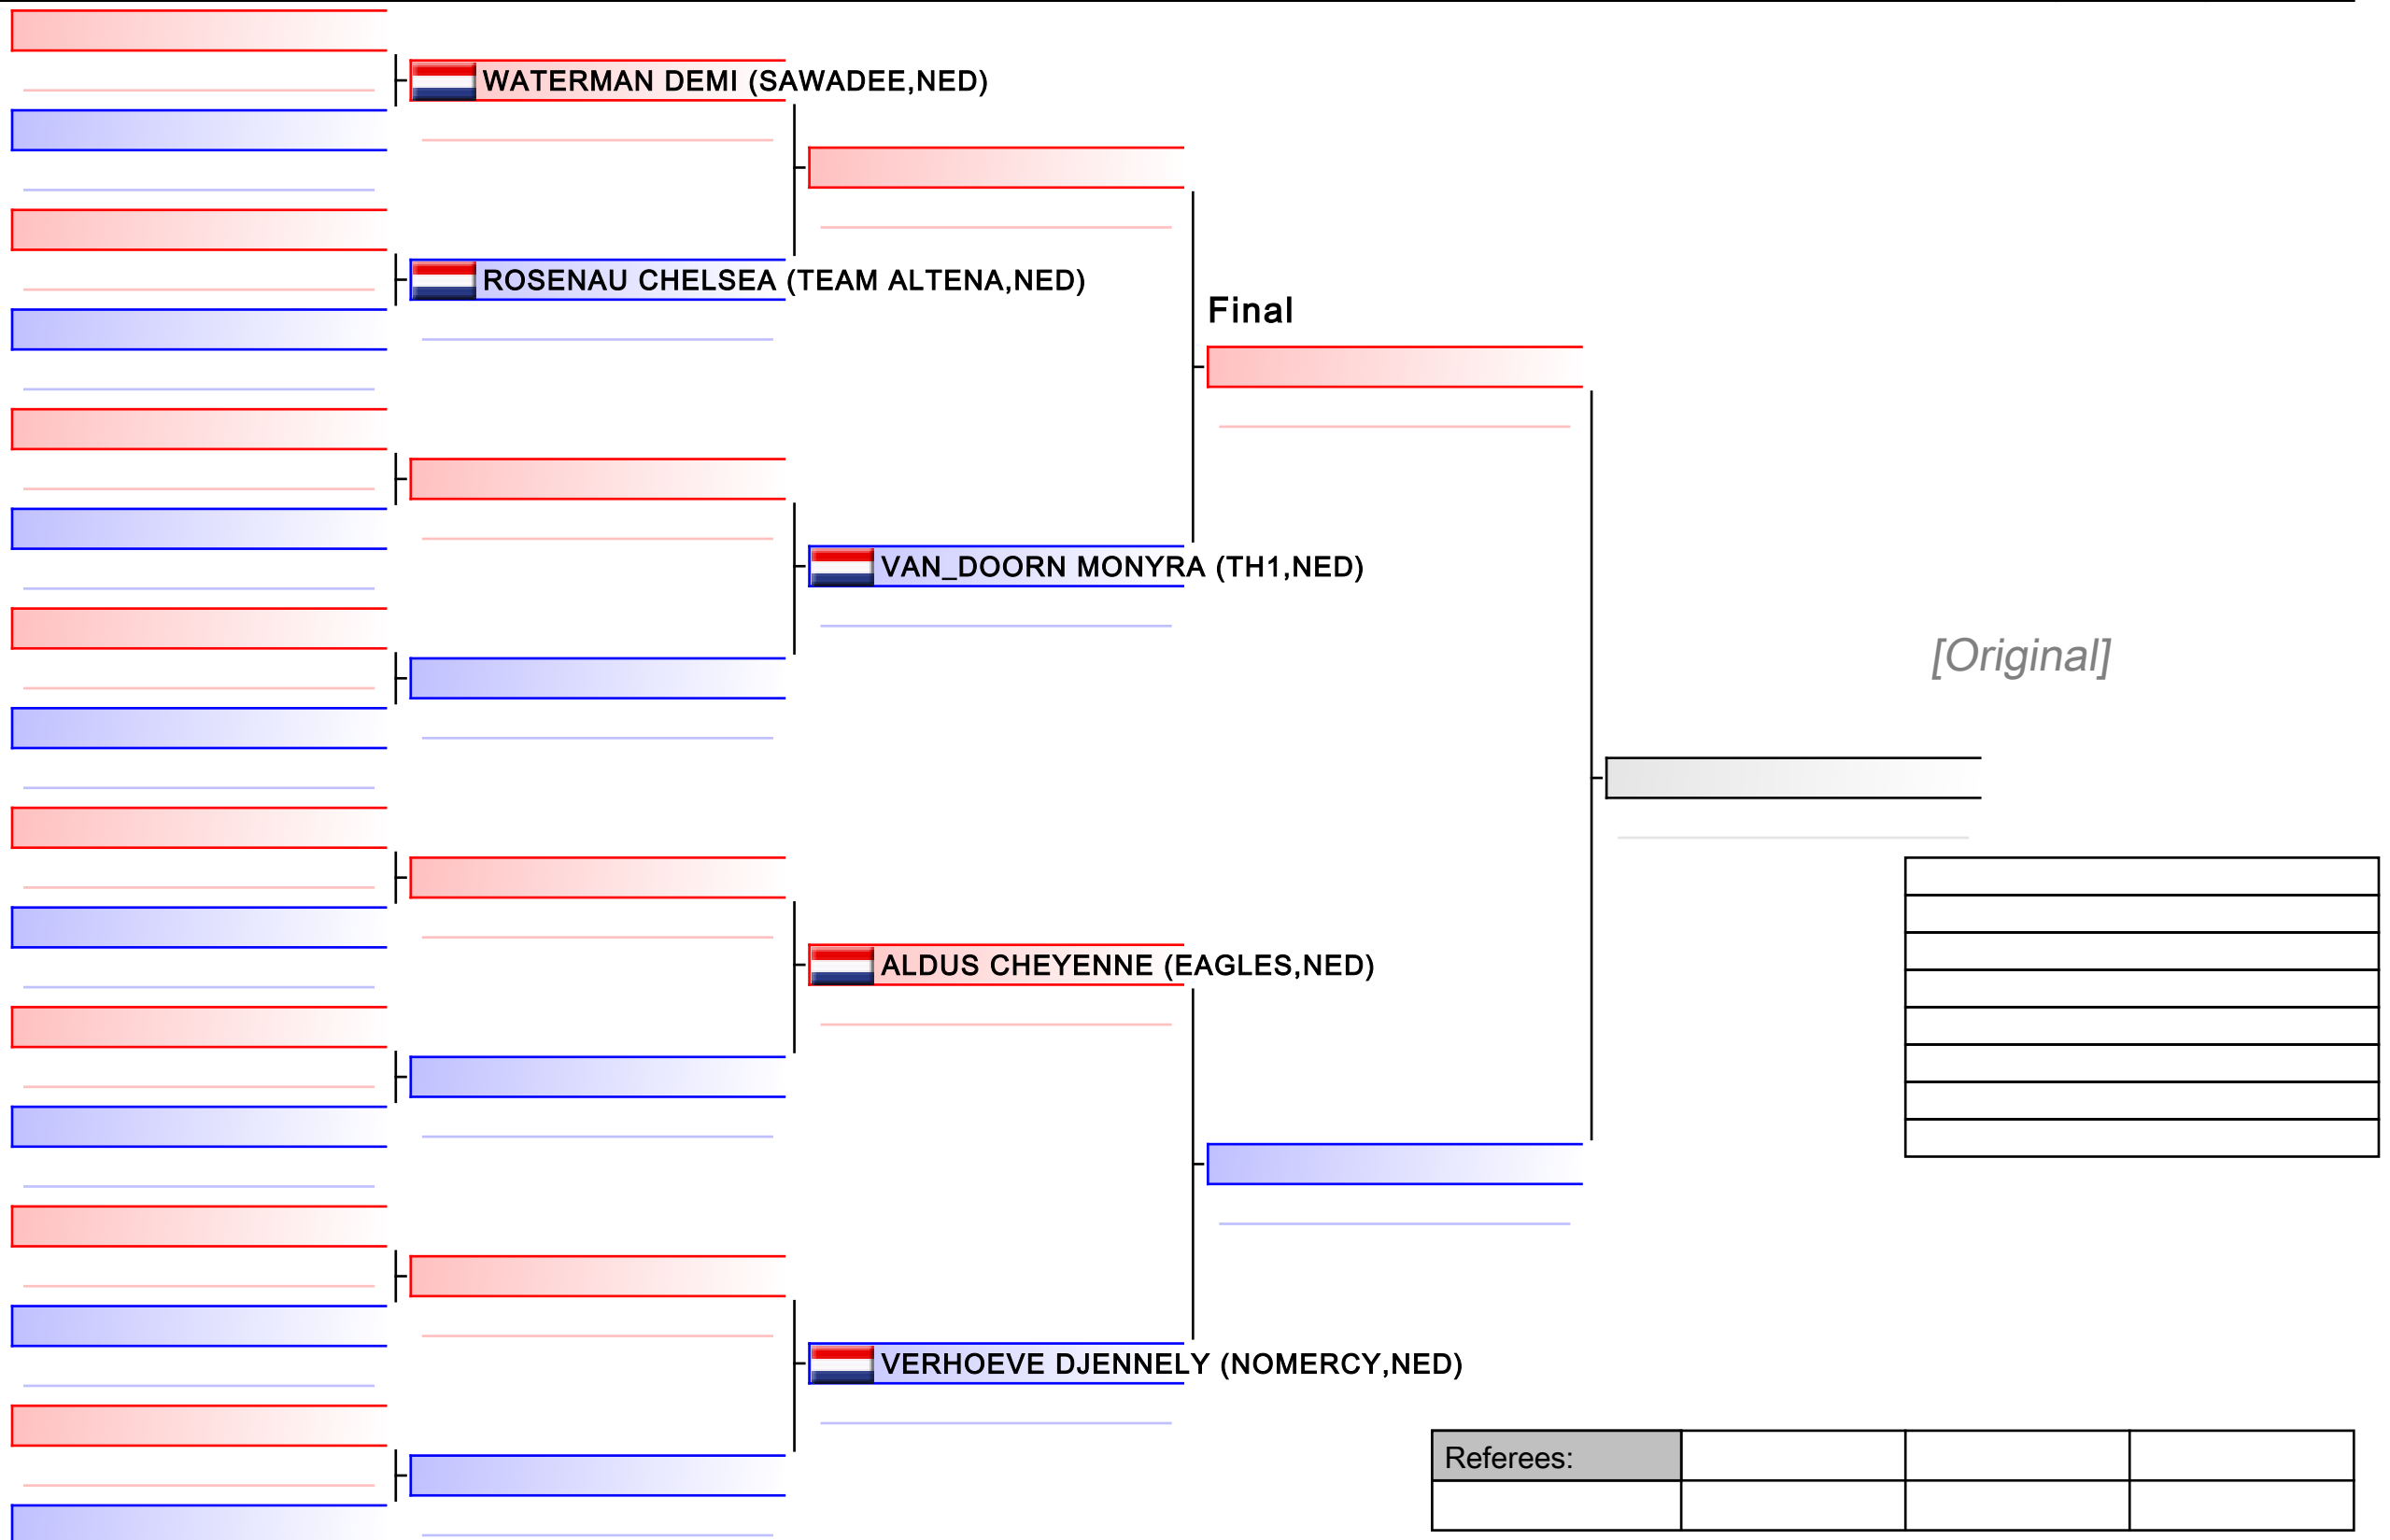 WATERMAN DEMI (SAWADEE,NED)
ROSENAU CHELSEA (TEAM ALTENA,NED)
Final
VAN_DOORN MONYRA (TH1,NED)
[Original]
ALDUS CHEYENNE (EAGLES,NED)
VERHOEVE DJENNELY (NOMERCY,NED)
Referees: